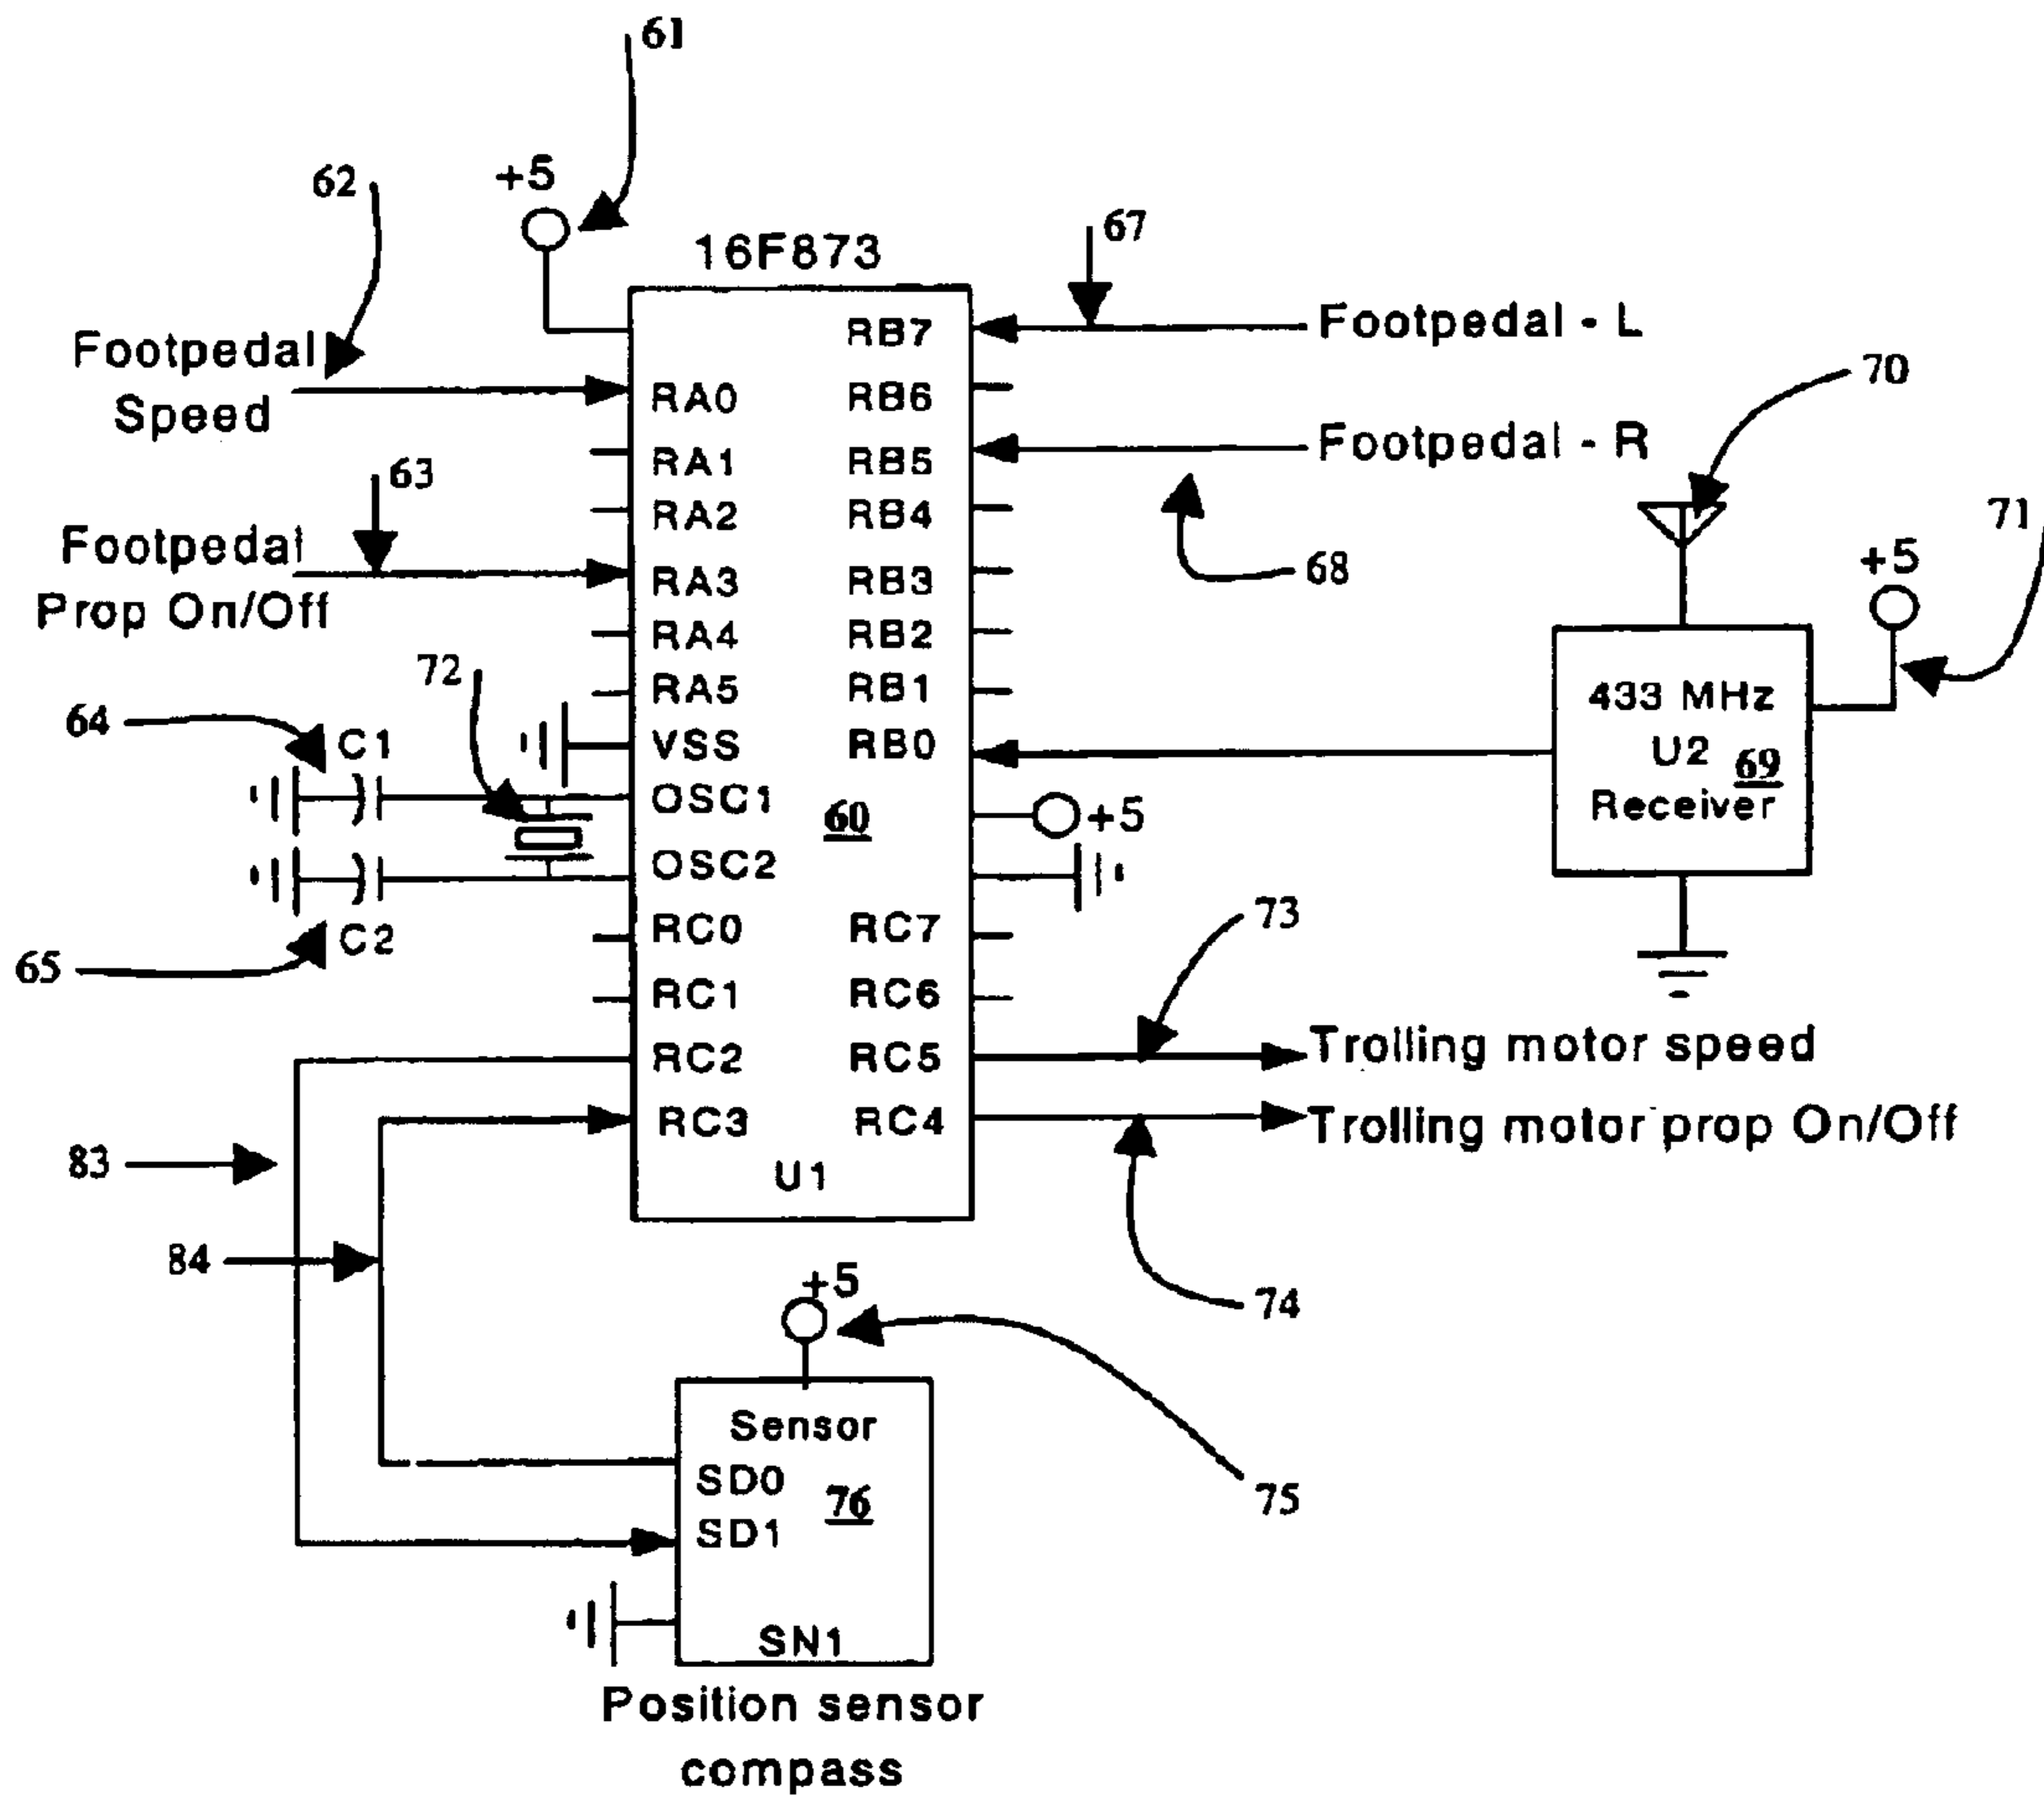 61
62
+5
16F873
67
Footpedal - L
Footpedal
Speed
RB7
RA0
RB6
70
Footpedal - R
RA1
RB5
63
RA2
RB4
71
Footpedal
Prop On/Off
RA3
RB3
68
+5
RA4
RB2
72
RA5
RB1
433 MHz
U2
69
Receiver
64
C1
VSS
RB0
OSC1
60
+5
OSC2
65
C2
RC0
RC7
73
RC1
RC6
RC2
RC5
Trolling motor speed
RC3
RC4
Trolling motor prop On/Off
83
U1
84
+5
74
Sensor
SD0
76
75
SD1
SN1
Position sensor
compass